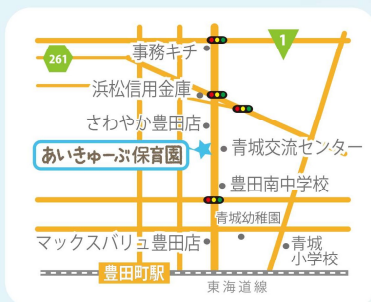 1
261
事務キチ
浜松信用金庫
さわやか豊田店
あいきゅーぶ保育園
青城交流センター
豊田南中学校
青城幼稚園
マックスバリュ豊田店
青城
小学校
豊田町駅
東海道線